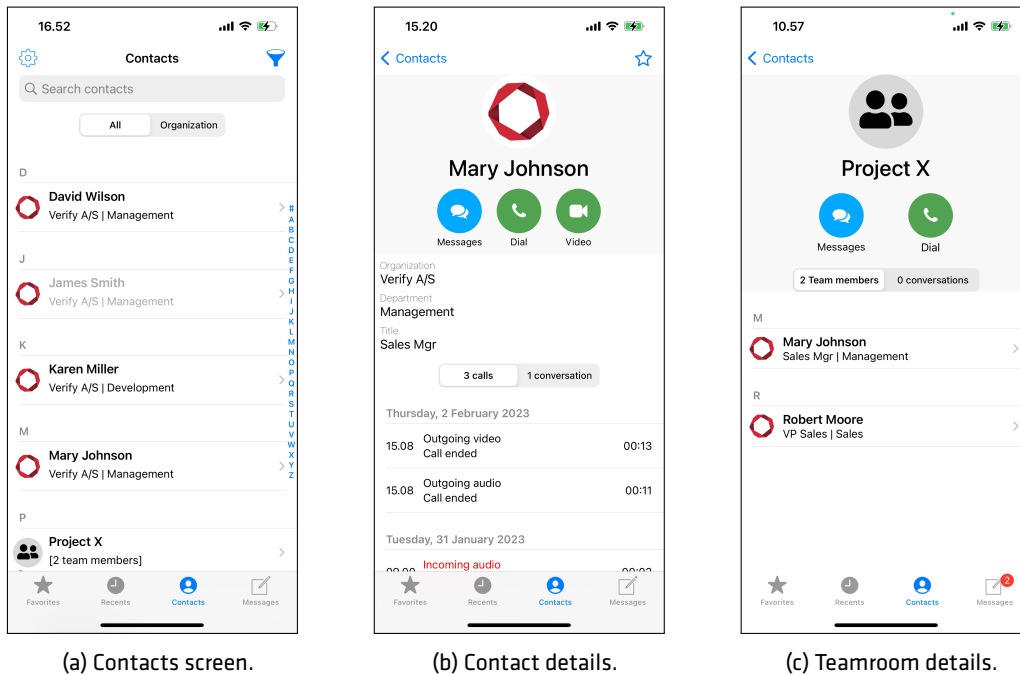 16.52
Contacts
Search contacts
All Organization
D
David Wilson
Verify A/S | Management
J
James Smith
Verify A/S | Management
K
Karen Miller
Verify A/S | Development
M
Mary Johnson
Verify A/S | Management
P
Project X
[2 team members]
#
A
B
C
D
E
F
G
H
I
J
K
L
M
N
O
P
Q
R
S
T
U
V
W
X
Y
Z
Favorites Recents Contacts Messages
(a) Contacts screen.
15.20
Contacts
Mary Johnson
Messages Dial Video
Organization
Verify A/S
Department
Management
Title
Sales Mgr
3 calls 1 conversation
Thursday, 2 February 2023
15.08 Outgoing video 00:13
Call ended
15.08 Outgoing audio 00:11
Call ended
Tuesday, 31 January 2023
Incoming audio
Favorites Recents Contacts Messages
(b) Contact details.
10.57
Contacts
Project X
Messages Dial
2 Team members 0 conversations
M
Mary Johnson
Sales Mgr | Management
R
Robert Moore
VP Sales | Sales
2
Favorites Recents Contacts Messages
(c) Teamroom details.